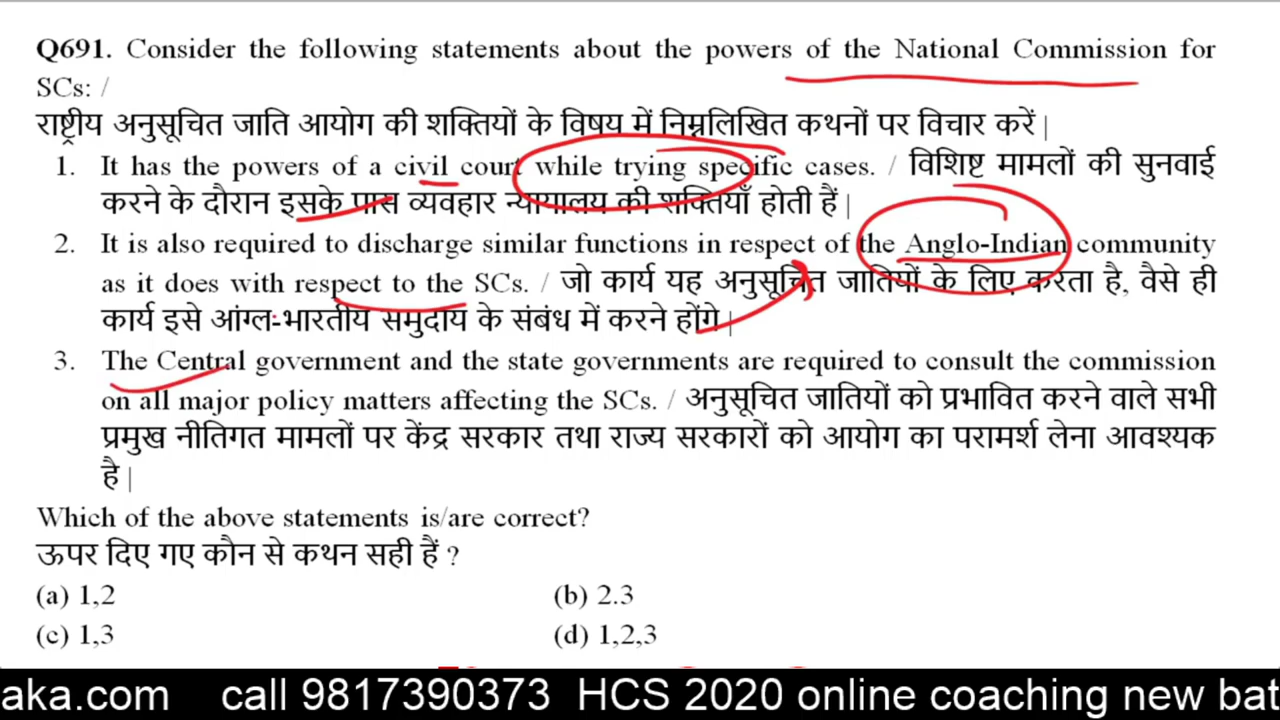 Q691. Consider the following statements about the powers of the National Commission for
SCs: /
राष्ट्रीय अनुसूचित जाति आयोग की शक्तियों के विषय में निम्नलिखित कथनों पर विचार करें |
1. It has the powers of a civil court while trying specific cases. / विशिष्ट मामलों की सुनवाई
करने के दौरान इसके पास व्यवहार न्यायालय की शक्तियाँ होती हैं |
2. It is also required to discharge similar functions in respect of the Anglo-Indian community
as it does with respect to the SCs. / जो कार्य यह अनुसूचित जातियों के लिए करता है, वैसे ही
कार्य इसे आंग्ल-भारतीय समुदाय के संबंध में करने होंगे |
3. The Central government and the state governments are required to consult the commission
on all major policy matters affecting the SCs. / अनुसूचित जातियों को प्रभावित करने वाले सभी
प्रमुख नीतिगत मामलों पर केंद्र सरकार तथा राज्य सरकारों को आयोग का परामर्श लेना आवश्यक
है |
Which of the above statements is/are correct?
ऊपर दिए गए कौन से कथन सही हैं ?
(a) 1,2 (b) 2.3
(c) 1,3 (d) 1,2,3
aka.com call 9817390373 HCS 2020 online coaching new bat